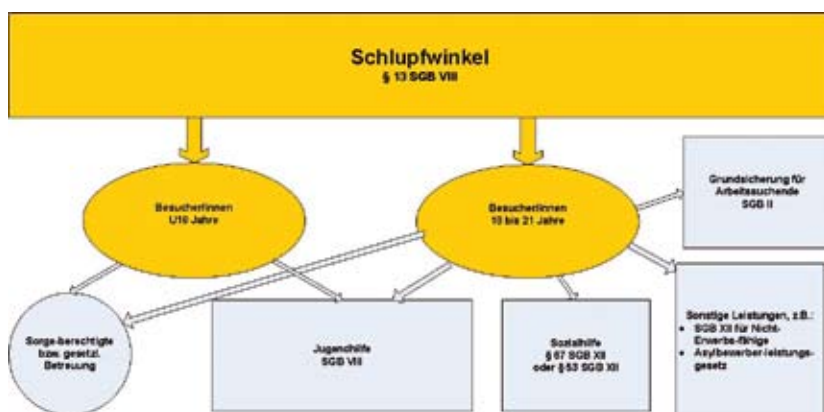 Schlupfwinkel
§ 13 SGB VIII
BesucherInnen
U18 Jahre
BesucherInnen
18 bis 21 Jahre
Grundsicherung für
Arbeitsuchende
SGB II
Sorge-berechtigte
bzw. gesetzl.
Betreuung
Jugendhilfe
SGB VIII
Sozialhilfe
§ 67 SGB XII
oder § 53 SGB XII
Sonstige Leistungen, z.B.:
• SGB XII für Nicht-
Erwerbs-fähige
• Asylbewerber-leistungs-
gesetz